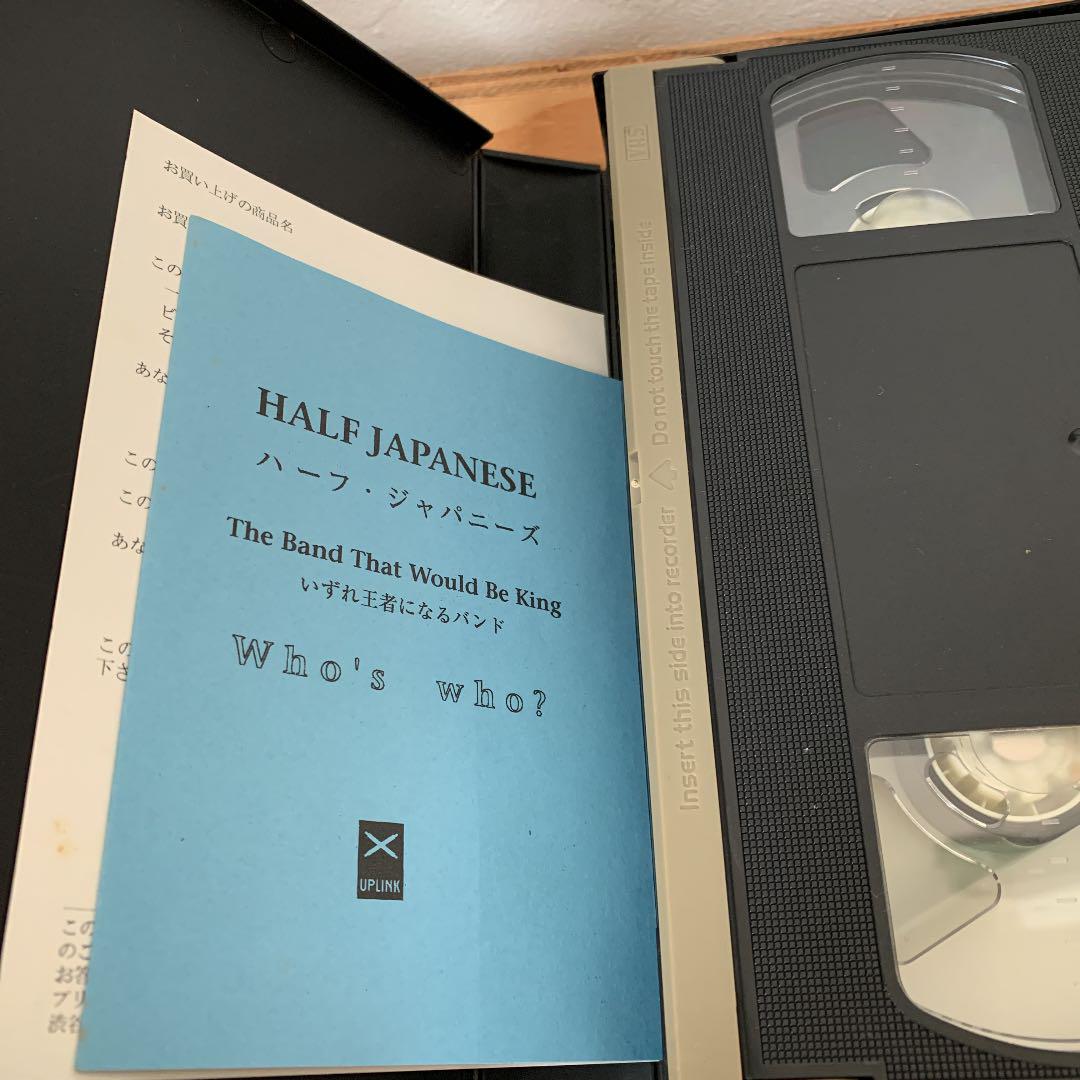 お買い上げの商品名
お買
この
ビ
そ
あな
この
この
あな
この
下さ
この
のご
お答
プリ
渋谷
HALF JAPANESE
ハーフ・ジャパニーズ
The Band That Would Be King
いずれ王者になるバンド
Who's who?
UPLINK
VHS
Insert this side into recorder
Do not touch the tape inside